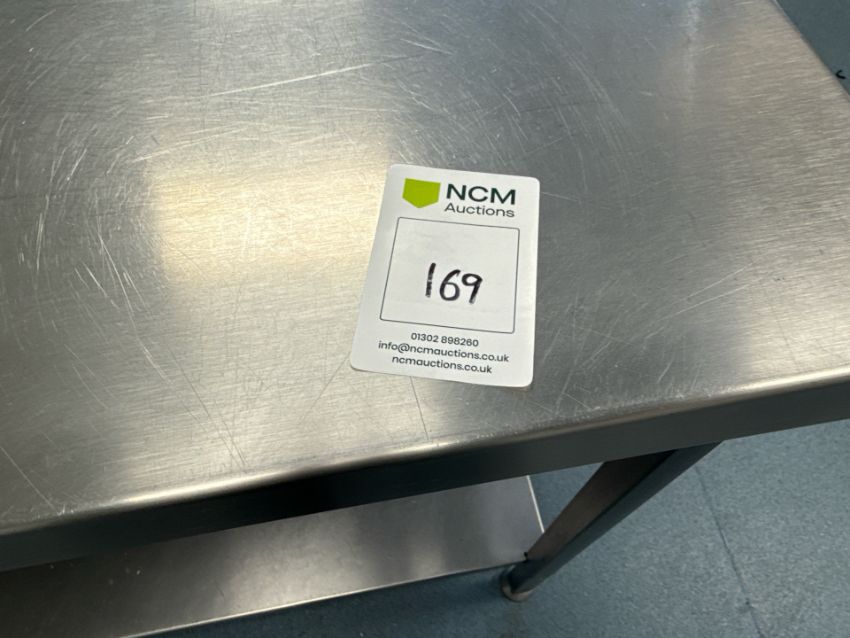 NCM
Auctions
169
01302 898260
info@ncmauctions.co.uk
ncmauctions.co.uk